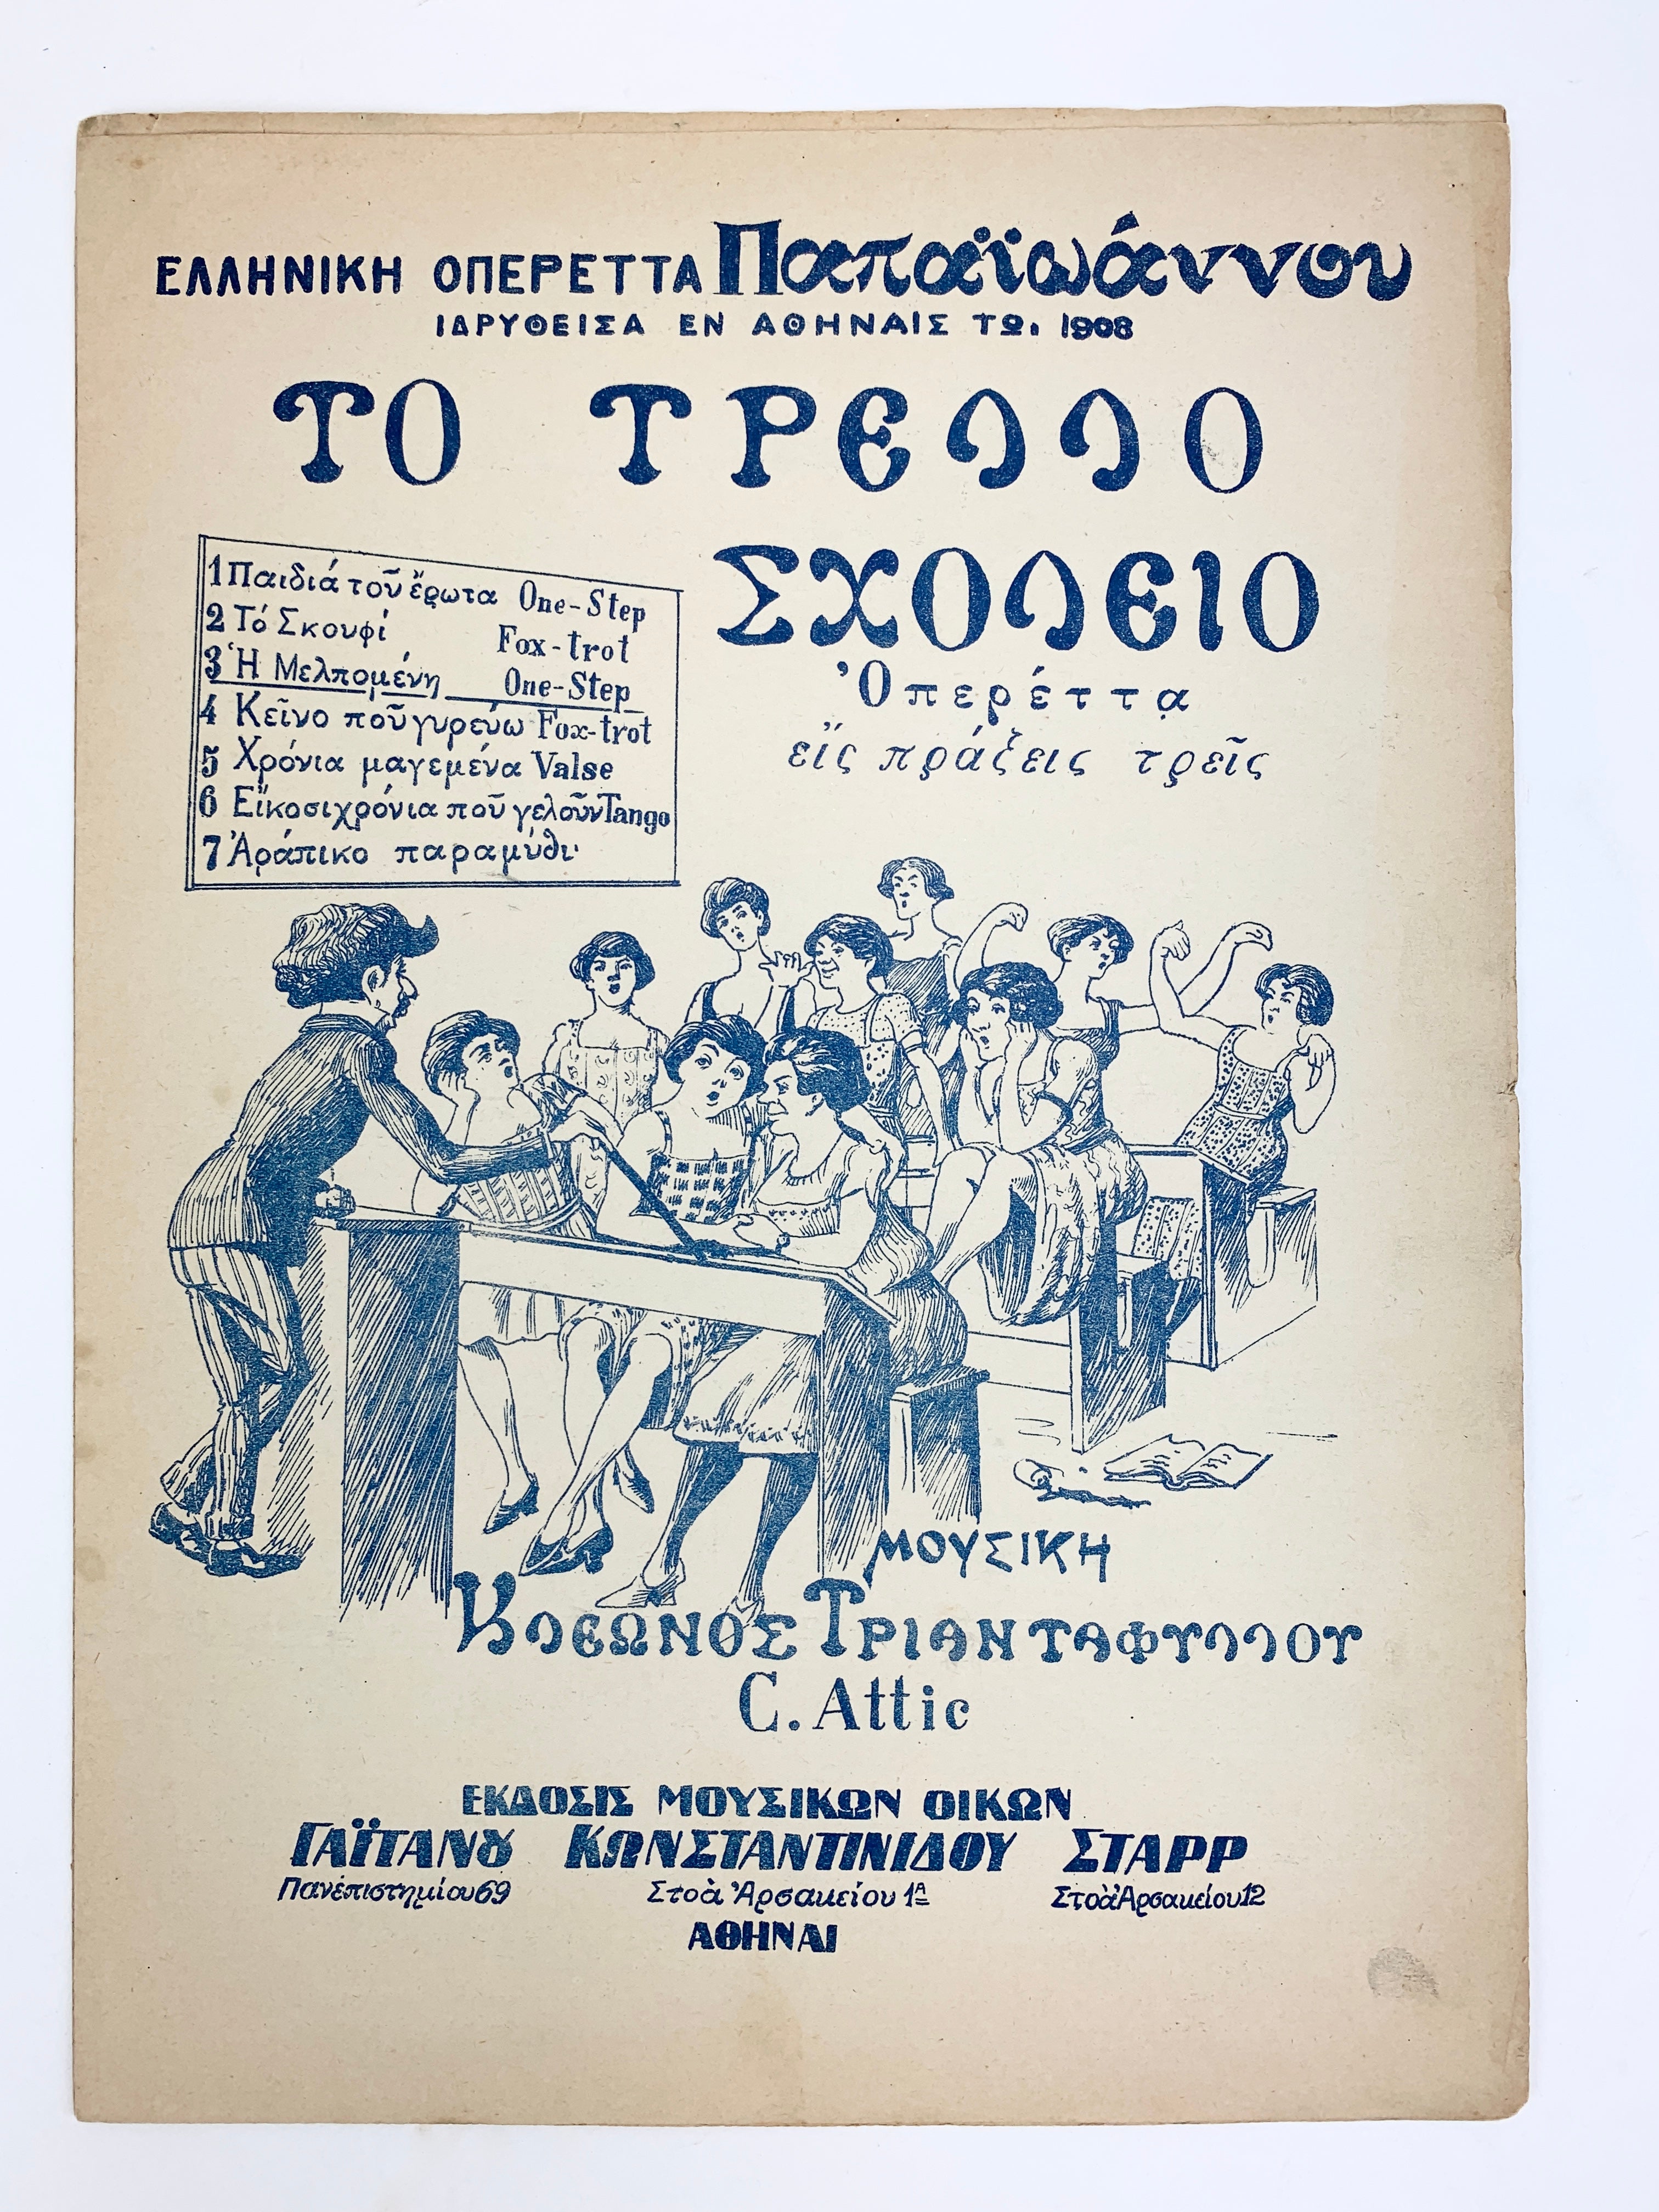 ΕΛΛΗΝΙΚΗ ΟΠΕΡΕΤΤΑ Παπαϊωάννου
ΙΔΡΥΘΕΙΣΑ ΕΝ ΑΘΗΝΑΙΣ ΤΩ. 1908
ΤΟ ΤΡΕΛΛΟ
ΣΧΟΛΕΙΟ
Ὀπερέττα
εἴς πράξεις τρεῖς
1 Παιδιά τοῦ ἔρωτα One-Step
2 Τό Σκουφί Fox-trot
3 Ἡ Μελπομένη One-Step
4 Κεῖνο ποῦ γυρεύω Fox-trot
5 Χρόνια μαγεμένα Valse
6 Εἴκοσιχρόνια ποῦ γελοῦν Tango
7 Ἀράπικο παραμύθι
ΜΟΥΣΙΚΗ
ΚΛΕΩΝΟΣ ΤΡΙΑΝΤΑΦΥΛΛΟΥ
C. Attic
ΕΚΔΟΣΙΣ ΜΟΥΣΙΚΩΝ ΟΙΚΩΝ
ΓΑΪΤΑΝΟΥ ΚΩΝΣΤΑΝΤΙΝΙΔΟΥ ΣΤΑΡΡ
Πανεπιστημίου 69 Στοὰ Ἀρσακείου 1Α Στοὰ Ἀρσακείου 12
ΑΘΗΝΑΙ